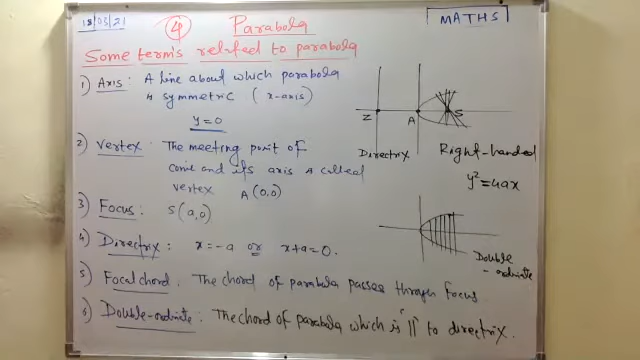 18/03/21
4
Parabola
MATHS
Some terms related to parabola
1) Axis: A line about which parabola
is symmetric (x-axis)
y=0
2) Vertex: The meeting point of
conic and its axis is called
vertex A(0,0)
3) Focus: S(a,0)
4) Directrix: x=-a or x+a=0.
5) Focal chord. The chord of parabola passes through focus
6) Double-ordinate: The chord of parabola which is "||" to directrix.
Z A S
Directrix Right-handed
y²=4ax
Double
-ordinate